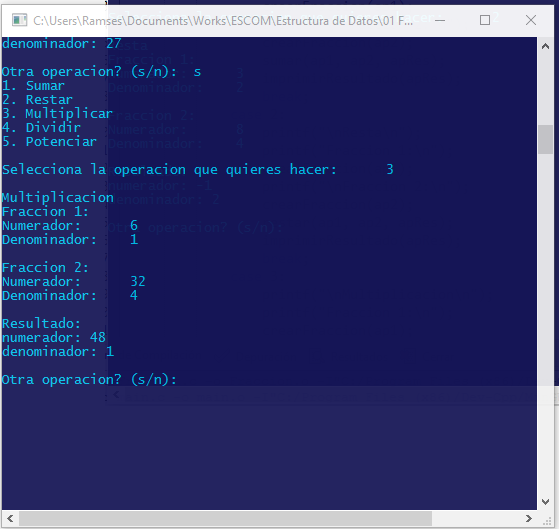 C:\Users\Ramses\Documents\Works\ESCOM\Estructura de Datos\01 F...
denominador: 27
Otra operacion? (s/n): s
1. Sumar
2. Restar
3. Multiplicar
4. Dividir
5. Potenciar
Selecciona la operacion que quieres hacer: 3
Multiplicacion
Fraccion 1:
Numerador: 6
Denominador: 1
Fraccion 2:
Numerador: 32
Denominador: 4
Resultado:
numerador: 48
denominador: 1
Otra operacion? (s/n):